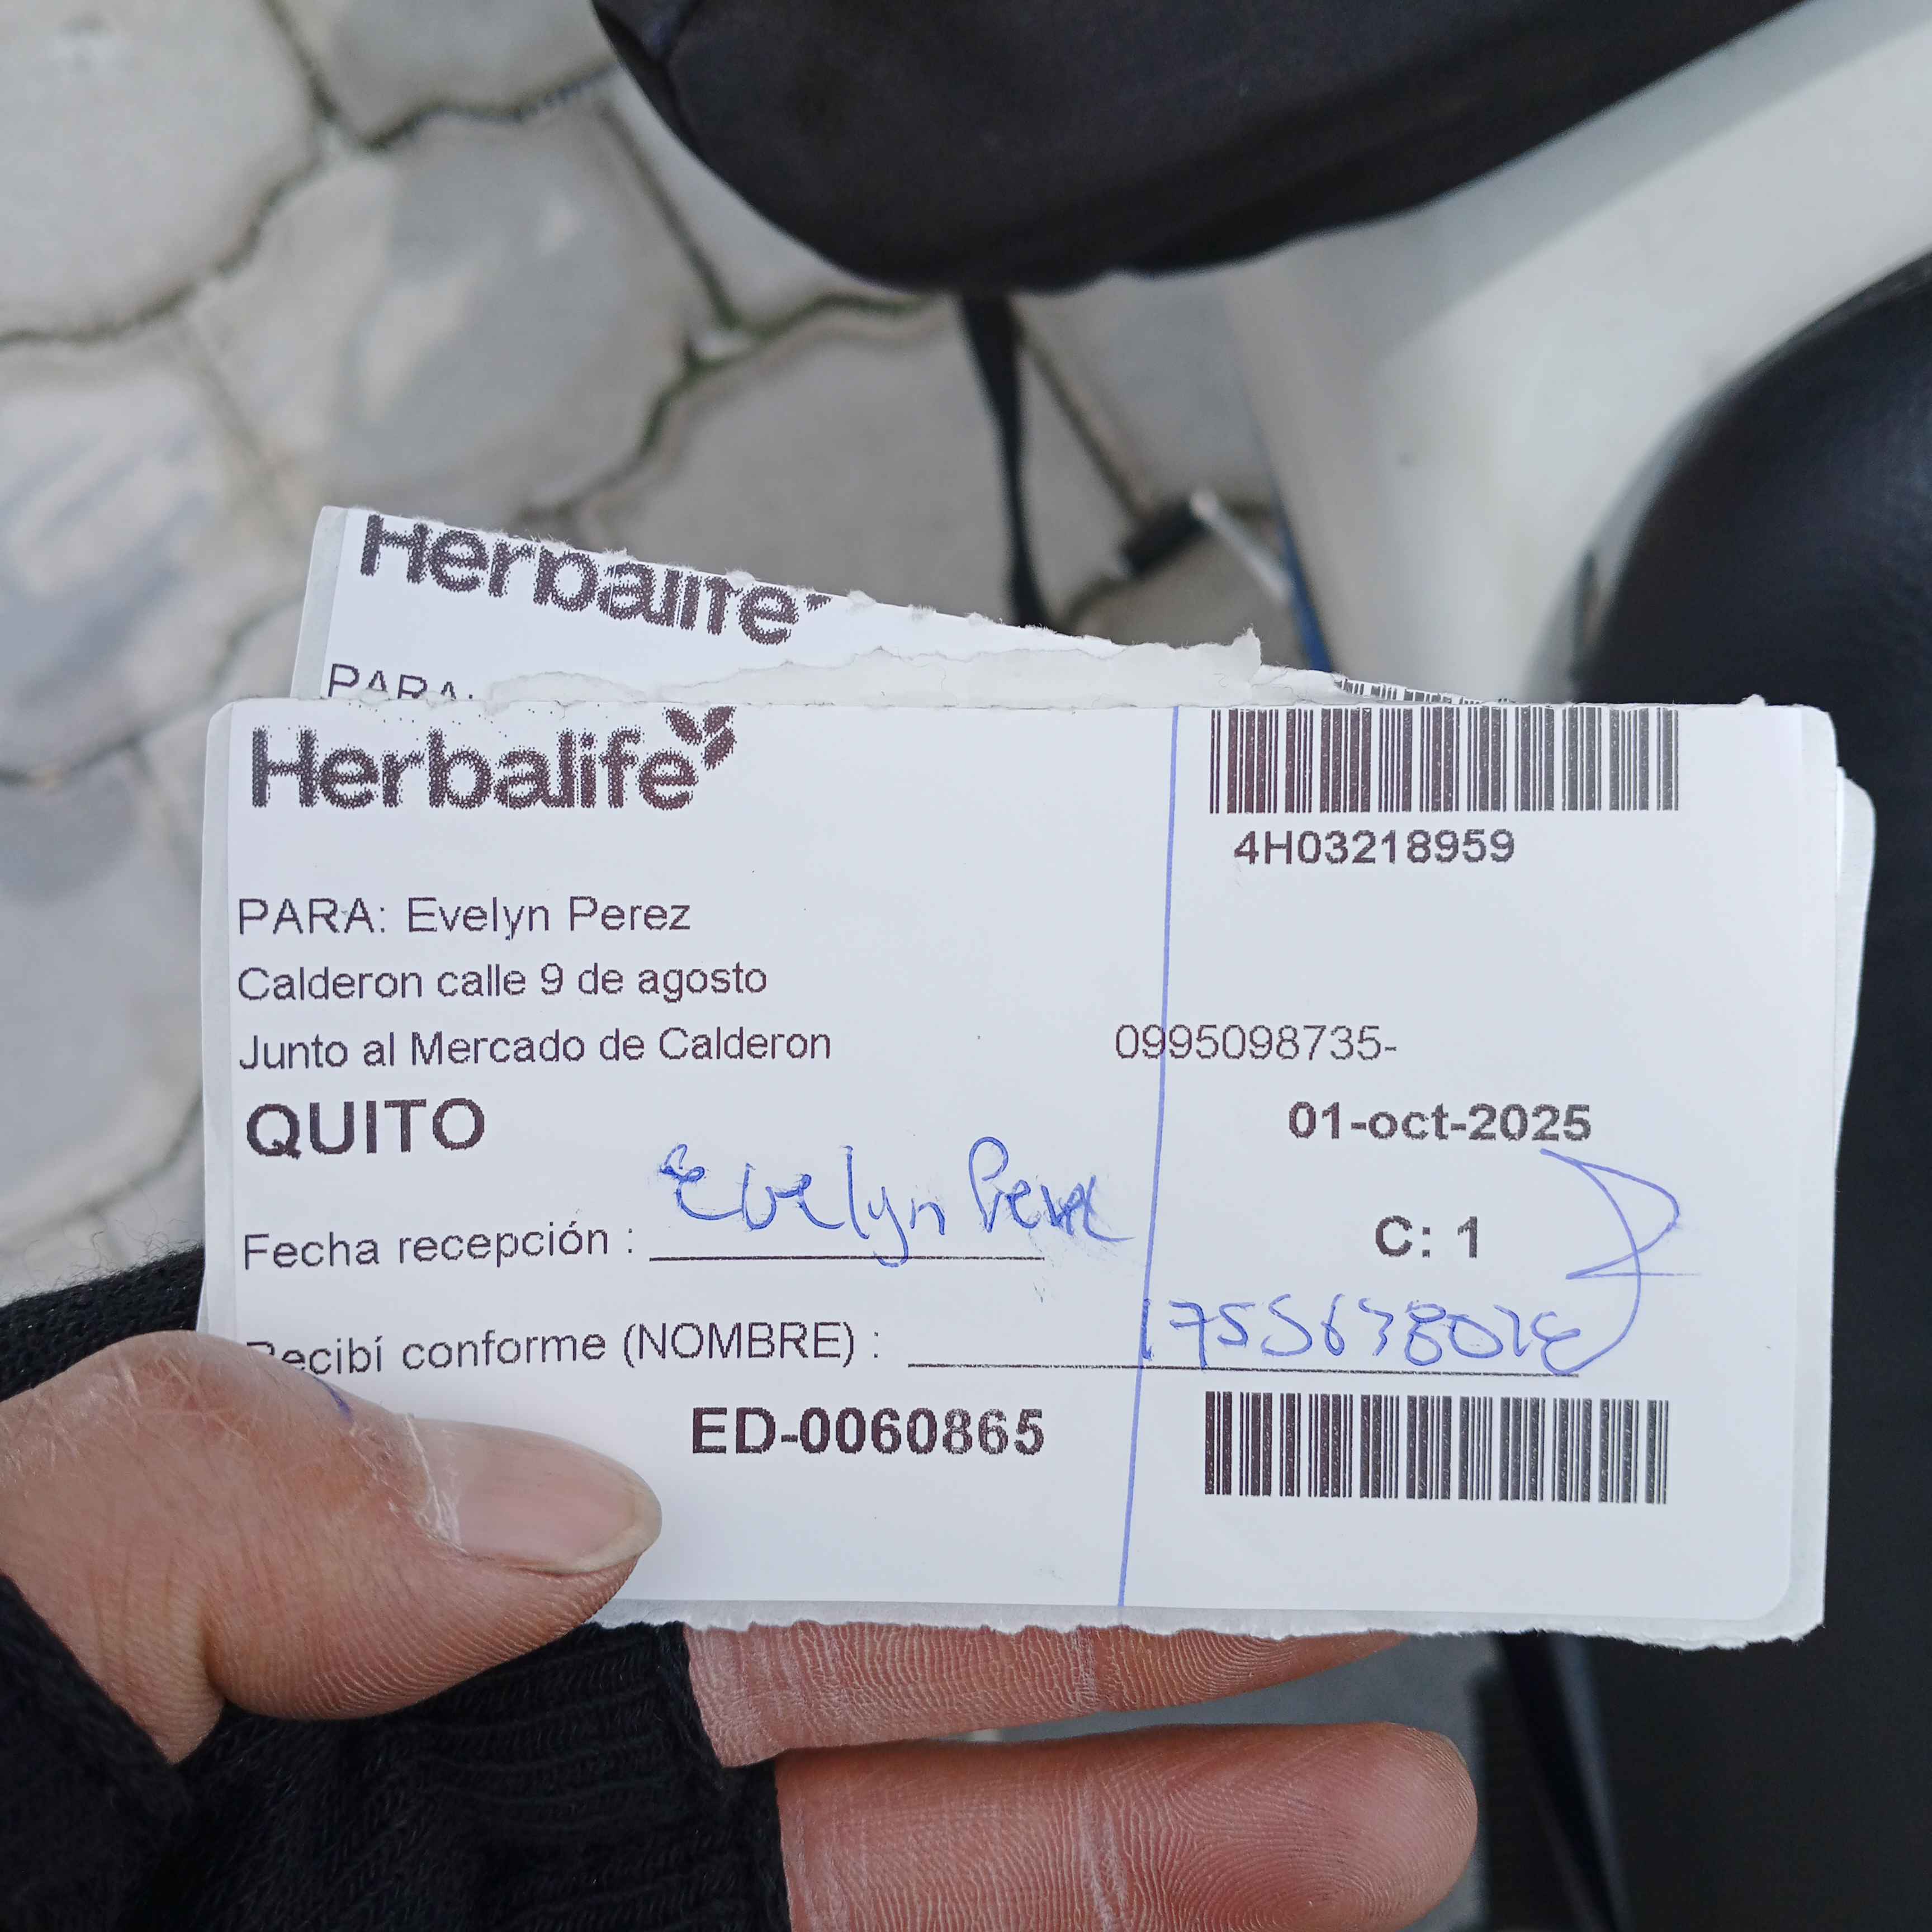 Herbalife
PARA:
Herbalife
4H03218959
PARA: Evelyn Perez
Calderon calle 9 de agosto
Junto al Mercado de Calderon 0995098735-
QUITO 01-oct-2025
Evelyn
Fecha recepción : C: 1
Recibí conforme (NOMBRE) :
ED-0060865